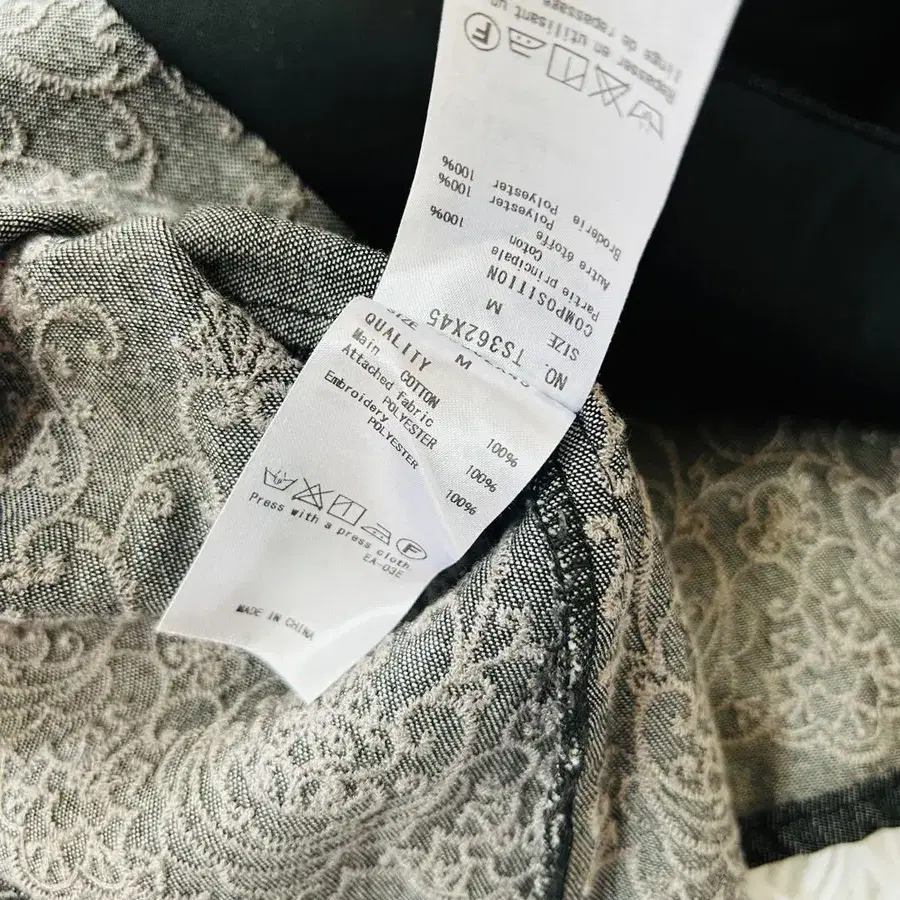 NO. TS362X45
SIZE M
COMPOSITION
Partie principale
Coton 100%
Autre étoffe
Polyester 100%
Broderie
Polyester 100%
F
Repasser en utilisant un
linge de repassage
SIZE M
QUALITY
Main
COTTON 100%
Attached fabric
POLYESTER 100%
Embroidery
POLYESTER 100%
F
Press with a press cloth.
EA-03E
MADE IN CHINA